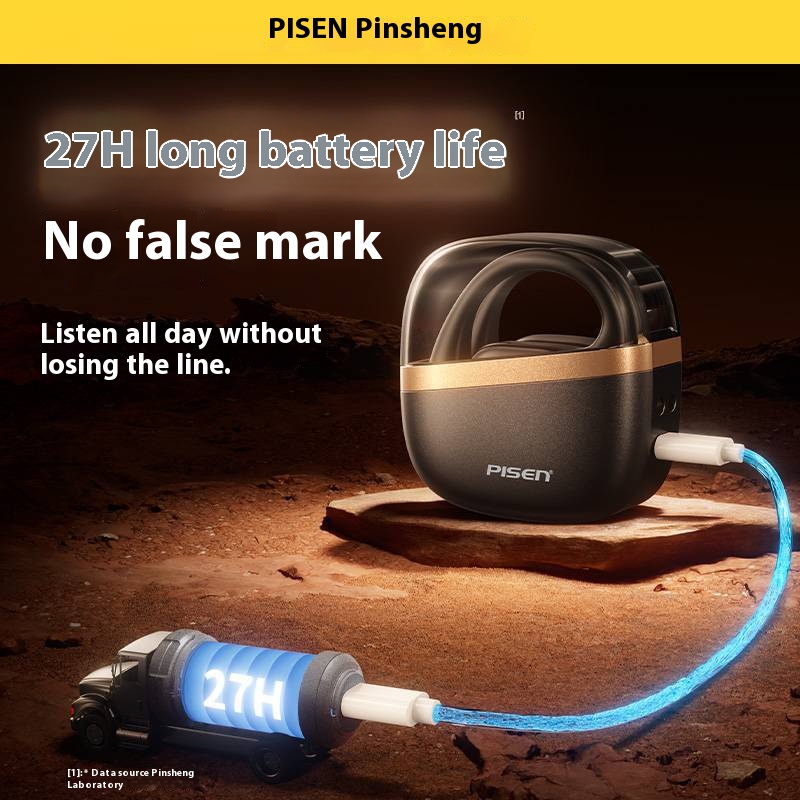 PISEN Pinsheng
[1]
27H long battery life
No false mark
Listen all day without
losing the line.
PISEN®
27H
[1]:* Data source Pinsheng
Laboratory